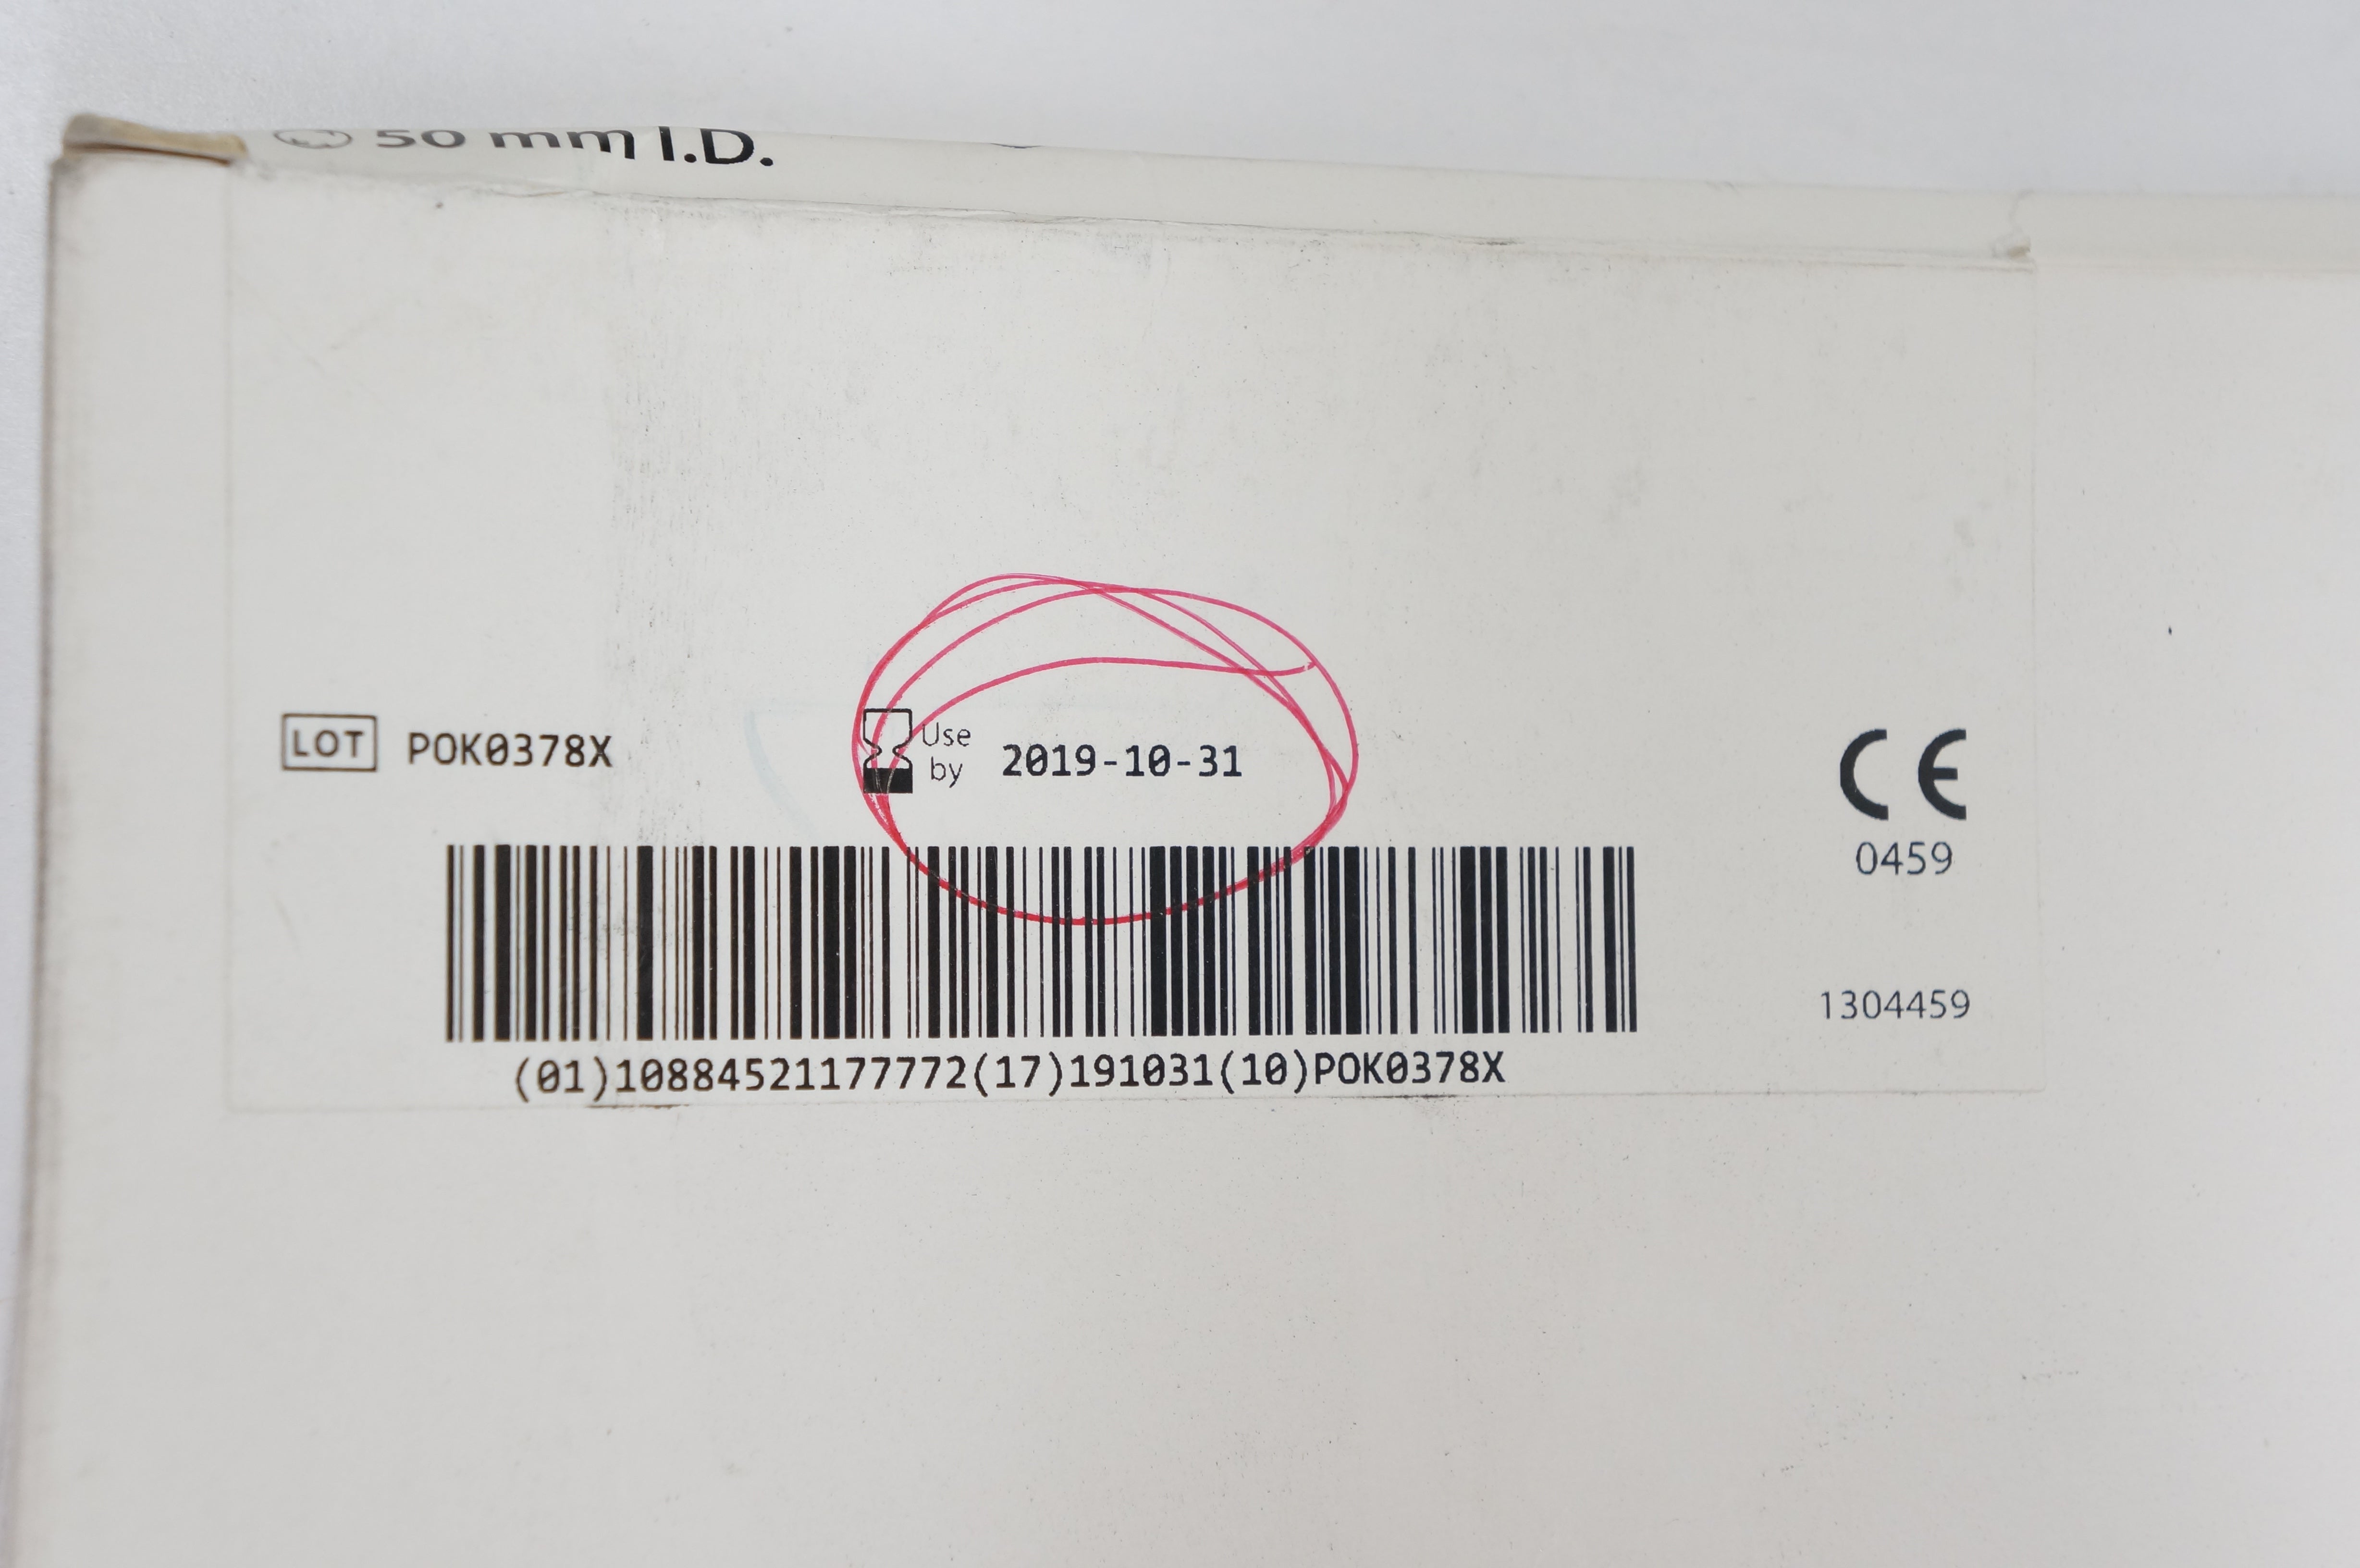 50 mm I.D.
LOT POK0378X
Use
by
2019-10-31
CE
0459
1304459
(01)10884521177772(17)191031(10)POK0378X